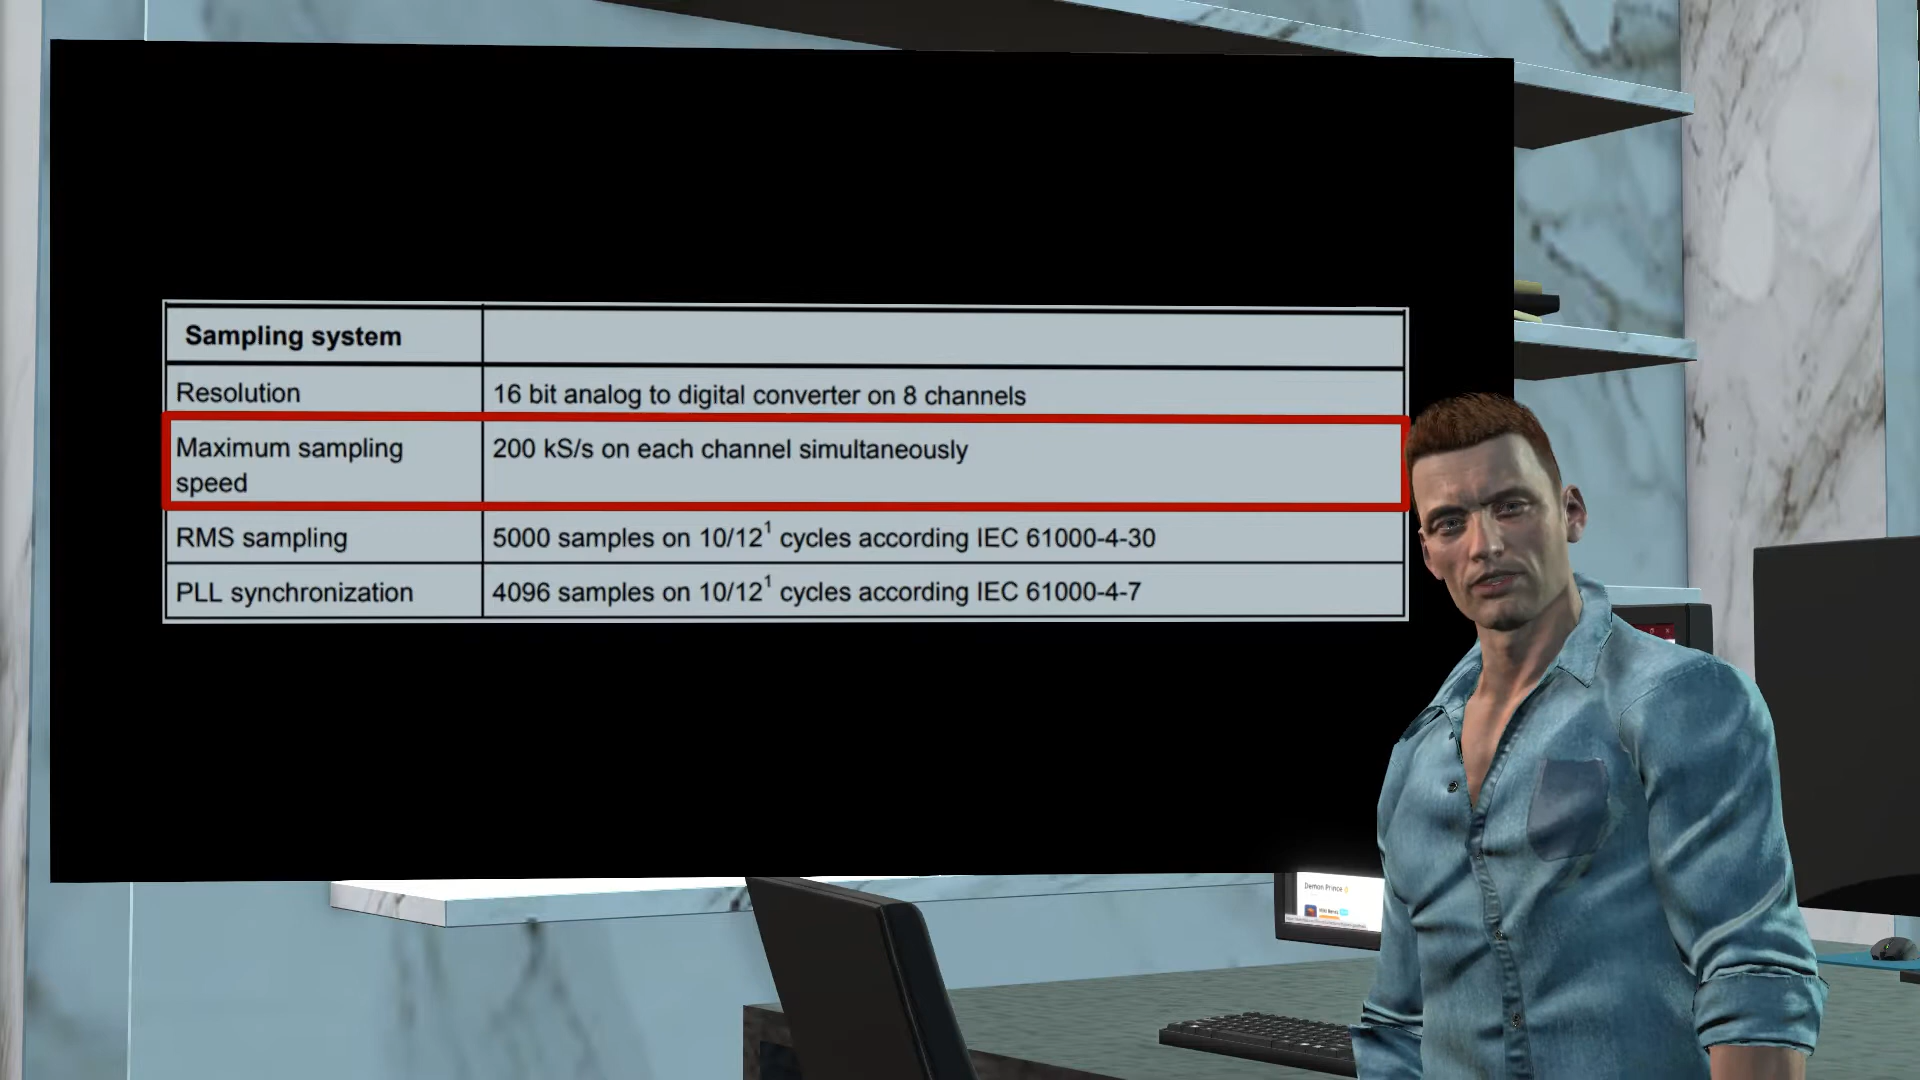 Sampling system
Resolution
16 bit analog to digital converter on 8 channels
Maximum sampling
speed
200 kS/s on each channel simultaneously
RMS sampling
5000 samples on 10/12¹ cycles according IEC 61000-4-30
PLL synchronization
4096 samples on 10/12¹ cycles according IEC 61000-4-7
Demon Prince